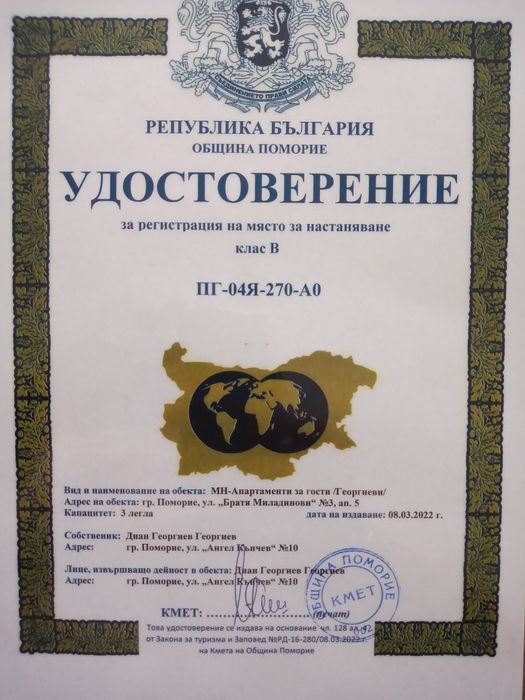 СЪЕДИНЕНИЕТО ПРАВИ СИЛАТА
РЕПУБЛИКА БЪЛГАРИЯ
ОБЩИНА ПОМОРИЕ
УДОСТОВЕРЕНИЕ
за регистрация на място за настаняване
клас В
ПГ-04Я-270-А0
Вид и наименование на обекта: МН-Апартаменти за гости /Георгиеви/
Адрес на обекта: гр. Поморие, ул. „Братя Миладинови“ №3, ап. 5
Капацитет: 3 легла дата на издаване: 08.03.2022 г.
Собственик: Диан Георгиев Георгиев
Адрес: гр. Поморие, ул. „Ангел Кънчев“ №10
Лице, извършващо дейност в обекта: Диан Георгиев Георгиев
Адрес: гр. Поморие, ул. „Ангел Кънчев“ №10
ОБЩИНА ПОМОРИЕ
КМЕТ
002
КМЕТ: (печат)
Това удостоверение се издава на основание чл. 128 ал.
от Закона за туризма и Заповед №РД-16-280/08.03.2022 г.
на Кмета на Община Поморие